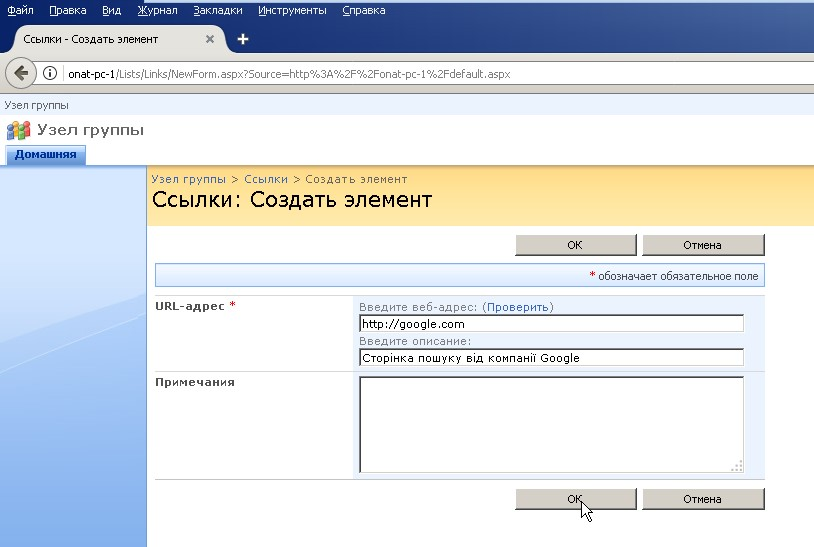 Файл Правка Вид Журнал Закладки Инструменты Справка
Ссылки - Создать элемент
onat-pc-1/Lists/Links/NewForm.aspx?Source=http%3A%2F%2Fonat-pc-1%2Fdefault.aspx
Узел группы
Узел группы
Домашняя
Узел группы > Ссылки > Создать элемент
Ссылки: Создать элемент
ОК Отмена
* обозначает обязательное поле
URL-адрес * Введите веб-адрес: (Проверить)
http://google.com
Введите описание:
Сторінка пошуку від компанії Google
Примечания
ОК Отмена